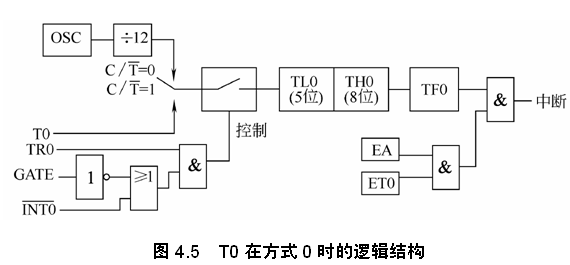 OSC
÷12
C/T̅=0
C/T̅=1
TL0
(5位)
TH0
(8位)
TF0
&
中断
控制
T0
TR0
GATE
1
≥1
&
I̅N̅T̅0̅
EA
ET0
&
图 4.5 T0 在方式 0 时的逻辑结构